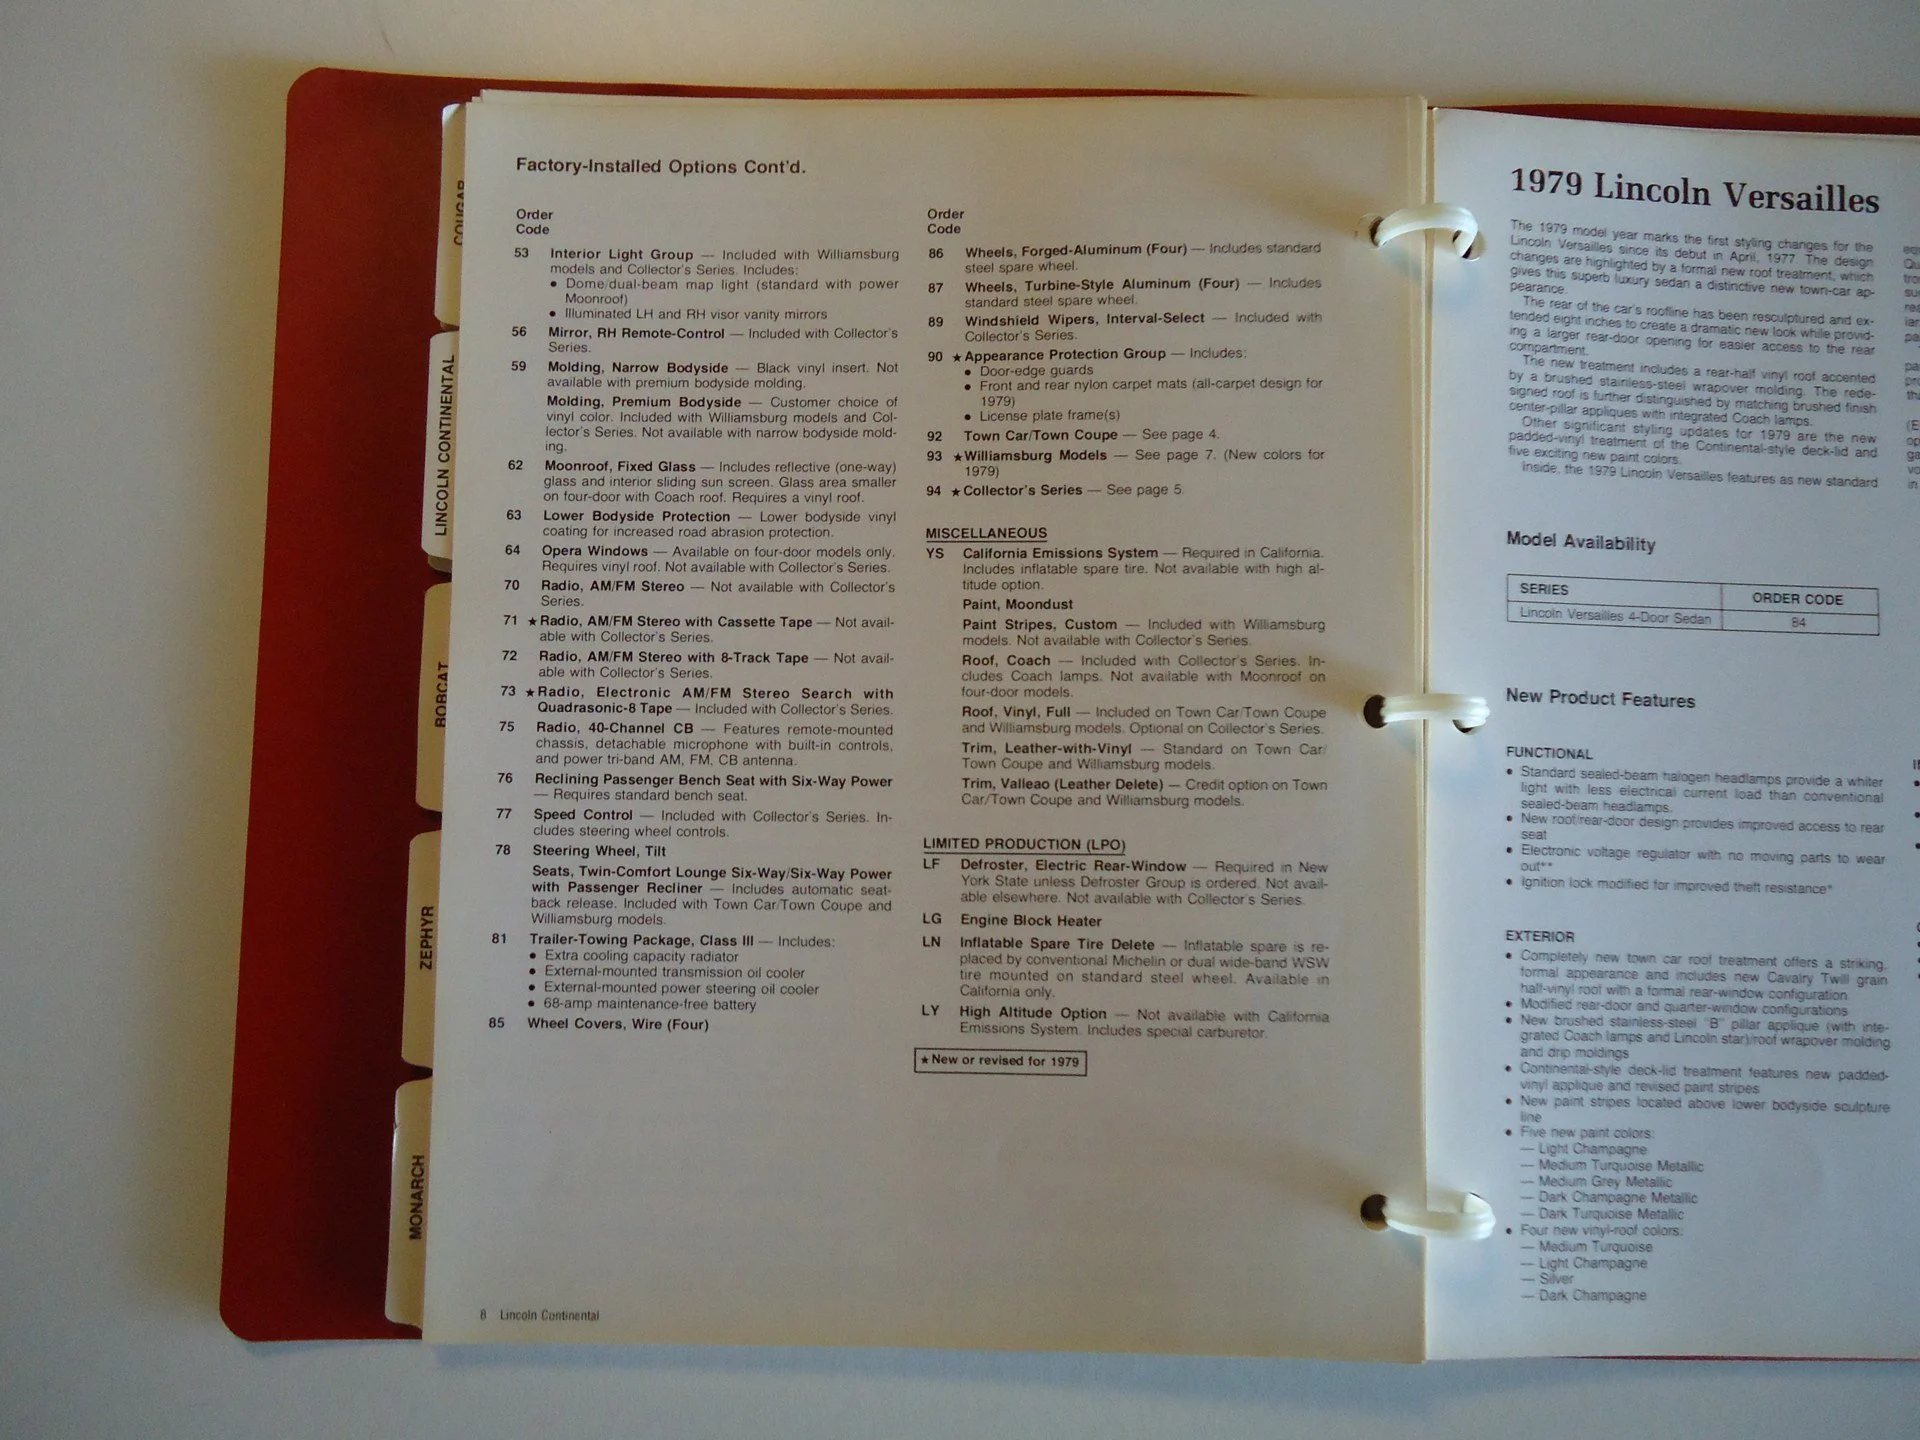 COUGAR
LINCOLN CONTINENTAL
BOBCAT
ZEPHYR
MONARCH
Factory-Installed Options Cont'd.
Order
Code
53 Interior Light Group — Included with Williamsburg
models and Collector's Series. Includes:
• Dome/dual-beam map light (standard with power
Moonroof)
• Illuminated LH and RH visor vanity mirrors
56 Mirror, RH Remote-Control — Included with Collector's
Series.
59 Molding, Narrow Bodyside — Black vinyl insert. Not
available with premium bodyside molding.
Molding, Premium Bodyside — Customer choice of
vinyl color. Included with Williamsburg models and Col-
lector's Series. Not available with narrow bodyside mold-
ing.
62 Moonroof, Fixed Glass — Includes reflective (one-way)
glass and interior sliding sun screen. Glass area smaller
on four-door with Coach roof. Requires a vinyl roof.
63 Lower Bodyside Protection — Lower bodyside vinyl
coating for increased road abrasion protection.
64 Opera Windows — Available on four-door models only.
Requires vinyl roof. Not available with Collector's Series.
70 Radio, AM/FM Stereo — Not available with Collector's
Series.
71 ★Radio, AM/FM Stereo with Cassette Tape — Not avail-
able with Collector's Series.
72 Radio, AM/FM Stereo with 8-Track Tape — Not avail-
able with Collector's Series.
73 ★Radio, Electronic AM/FM Stereo Search with
Quadrasonic-8 Tape — Included with Collector's Series.
75 Radio, 40-Channel CB — Features remote-mounted
chassis, detachable microphone with built-in controls,
and power tri-band AM, FM, CB antenna.
76 Reclining Passenger Bench Seat with Six-Way Power
— Requires standard bench seat.
77 Speed Control — Included with Collector's Series. In-
cludes steering wheel controls.
78 Steering Wheel, Tilt
Seats, Twin-Comfort Lounge Six-Way/Six-Way Power
with Passenger Recliner — Includes automatic seat-
back release. Included with Town Car/Town Coupe and
Williamsburg models.
81 Trailer-Towing Package, Class III — Includes:
• Extra cooling capacity radiator
• External-mounted transmission oil cooler
• External-mounted power steering oil cooler
• 68-amp maintenance-free battery
85 Wheel Covers, Wire (Four)
Order
Code
86 Wheels, Forged-Aluminum (Four) — Includes standard
steel spare wheel.
87 Wheels, Turbine-Style Aluminum (Four) — Includes
standard steel spare wheel.
89 Windshield Wipers, Interval-Select — Included with
Collector's Series.
90 ★Appearance Protection Group — Includes:
• Door-edge guards
• Front and rear nylon carpet mats (all-carpet design for
1979)
• License plate frame(s)
92 Town Car/Town Coupe — See page 4.
93 ★Williamsburg Models — See page 7. (New colors for
1979)
94 ★Collector's Series — See page 5.
MISCELLANEOUS
YS California Emissions System — Required in California.
Includes inflatable spare tire. Not available with high al-
titude option.
Paint, Moondust
Paint Stripes, Custom — Included with Williamsburg
models. Not available with Collector's Series.
Roof, Coach — Included with Collector's Series. In-
cludes Coach lamps. Not available with Moonroof on
four-door models.
Roof, Vinyl, Full — Included on Town Car/Town Coupe
and Williamsburg models. Optional on Collector's Series.
Trim, Leather-with-Vinyl — Standard on Town Car/
Town Coupe and Williamsburg models.
Trim, Valleao (Leather Delete) — Credit option on Town
Car/Town Coupe and Williamsburg models.
LIMITED PRODUCTION (LPO)
LF Defroster, Electric Rear-Window — Required in New
York State unless Defroster Group is ordered. Not avail-
able elsewhere. Not available with Collector's Series.
LG Engine Block Heater
LN Inflatable Spare Tire Delete — Inflatable spare is re-
placed by conventional Michelin or dual wide-band WSW
tire mounted on standard steel wheel. Available in
California only.
LY High Altitude Option — Not available with California
Emissions System. Includes special carburetor.
★New or revised for 1979
8 Lincoln Continental
1979 Lincoln Versailles
The 1979 model year marks the first styling changes for the
Lincoln Versailles since its debut in April, 1977. The design
changes are highlighted by a formal new roof treatment, which
gives this superb luxury sedan a distinctive new town-car ap-
pearance.
The rear of the car's roofline has been resculptured and ex-
tended eight inches to create a dramatic new look while provid-
ing a larger rear-door opening for easier access to the rear
compartment.
The new treatment includes a rear-half vinyl roof accented
by a brushed stainless-steel wrapover molding. The rede-
signed roof is further distinguished by matching brushed finish
center-pillar appliques with integrated Coach lamps.
Other significant styling updates for 1979 are the new
padded-vinyl treatment of the Continental-style deck-lid and
five exciting new paint colors.
Inside, the 1979 Lincoln Versailles features as new standard
Model Availability
SERIES ORDER CODE
Lincoln Versailles 4-Door Sedan 84
New Product Features
FUNCTIONAL
• Standard sealed-beam halogen headlamps provide a whiter
light with less electrical current load than conventional
sealed-beam headlamps.
• New roof/rear-door design provides improved access to rear
seat
• Electronic voltage regulator with no moving parts to wear
out**
• Ignition lock modified for improved theft resistance*
EXTERIOR
• Completely new town car roof treatment offers a striking,
formal appearance and includes new Cavalry Twill grain
half-vinyl roof with a formal rear-window configuration
• Modified rear-door and quarter-window configurations
• New brushed stainless-steel "B" pillar applique (with inte-
grated Coach lamps and Lincoln star)/roof wrapover molding
and drip moldings
• Continental-style deck-lid treatment features new padded-
vinyl applique and revised paint stripes
• New paint stripes located above lower bodyside sculpture
line
• Five new paint colors:
— Light Champagne
— Medium Turquoise Metallic
— Medium Grey Metallic
— Dark Champagne Metallic
— Dark Turquoise Metallic
• Four new vinyl-roof colors:
— Medium Turquoise
— Light Champagne
— Silver
— Dark Champagne